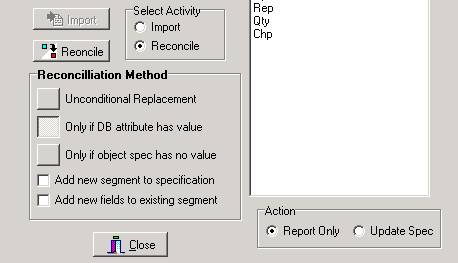 Import
Select Activity
Import
Reconcile
Reoncile
Rep
Qty
Chp
Reconcilliation Method
Unconditional Replacement
Only if DB attribute has value
Only if object spec has no value
Add new segment to specification
Add new fields to existing segment
Close
Action
Report Only
Update Spec